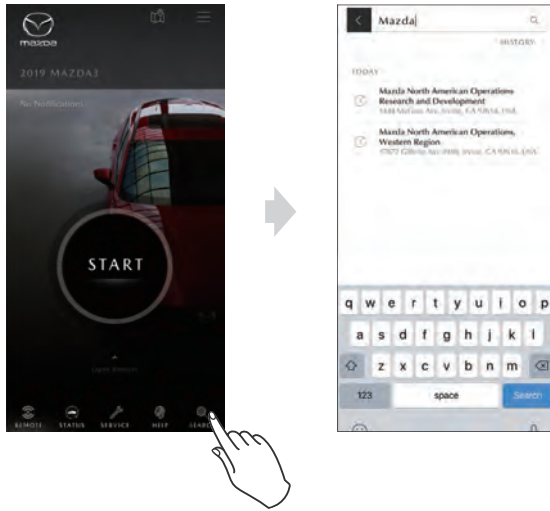 mazda
2019 MAZDA3
No Notifications
START
REMOTE STATUS SERVICE HELP SEARCH
Mazda
HISTORY
TODAY
Mazda North American Operations
Research and Development
Mazda North American Operations,
Western Region
q w e r t y u i o p
a s d f g h j k l
z x c v b n m
123 space Search